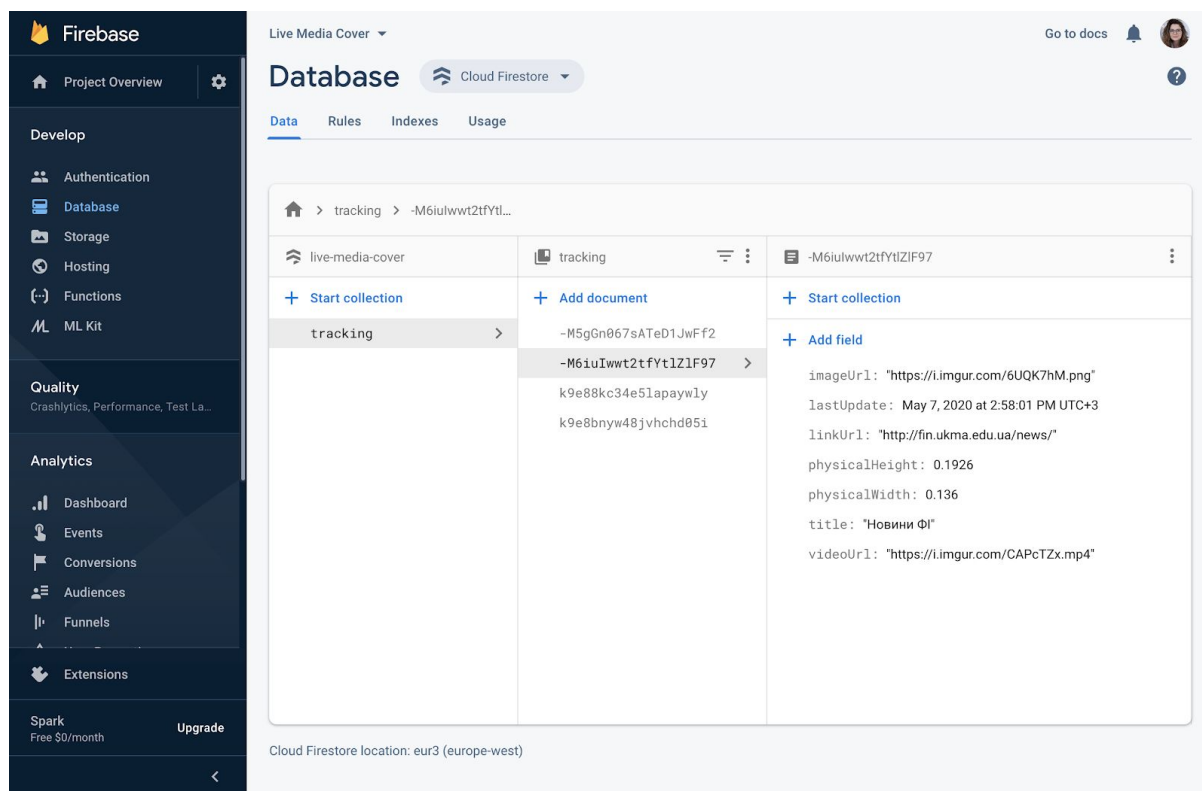 Firebase
Project Overview
Develop
Authentication
Database
Storage
Hosting
Functions
ML Kit
Quality
Crashlytics, Performance, Test La...
Analytics
Dashboard
Events
Conversions
Audiences
Funnels
Extensions
Spark
Free $0/month
Upgrade
Live Media Cover
Go to docs
Database
Cloud Firestore
Data Rules Indexes Usage
tracking > -M6iuIwwt2tfYtl...
live-media-cover
+ Start collection
tracking
tracking
+ Add document
-M5gGn067sATeD1JwFf2
-M6iuIwwt2tfYtlZlF97
k9e88kc34e5lapaywly
k9e8bnyw48jvhchd05i
-M6iuIwwt2tfYtlZlF97
+ Start collection
+ Add field
imageUrl: "https://i.imgur.com/6UQK7hM.png"
lastUpdate: May 7, 2020 at 2:58:01 PM UTC+3
linkUrl: "http://fin.ukma.edu.ua/news/"
physicalHeight: 0.1926
physicalWidth: 0.136
title: "Новини ФІ"
videoUrl: "https://i.imgur.com/CAPcTZx.mp4"
Cloud Firestore location: eur3 (europe-west)